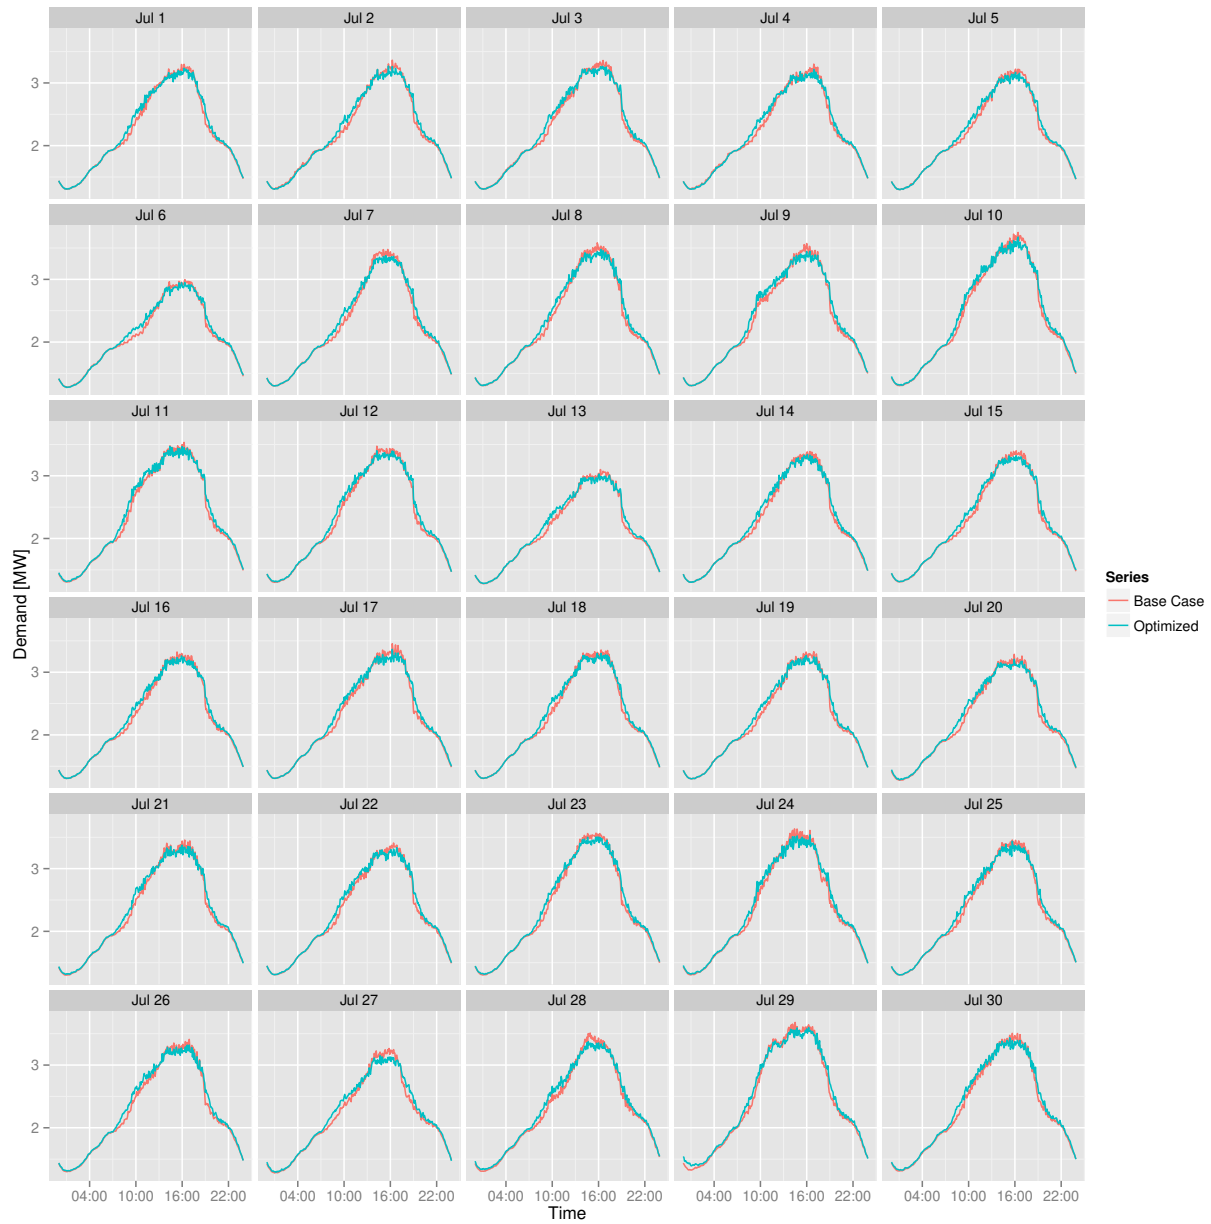 Jul 1 Jul 2 Jul 3 Jul 4 Jul 5
3
2
Jul 6 Jul 7 Jul 8 Jul 9 Jul 10
3
2
Jul 11 Jul 12 Jul 13 Jul 14 Jul 15
3
2
Demand [MW]
Series
Base Case
Optimized
Jul 16 Jul 17 Jul 18 Jul 19 Jul 20
3
2
Jul 21 Jul 22 Jul 23 Jul 24 Jul 25
3
2
Jul 26 Jul 27 Jul 28 Jul 29 Jul 30
3
2
04:00 10:00 16:00 22:00 04:00 10:00 16:00 22:00 04:00 10:00 16:00 22:00 04:00 10:00 16:00 22:00 04:00 10:00 16:00 22:00
Time